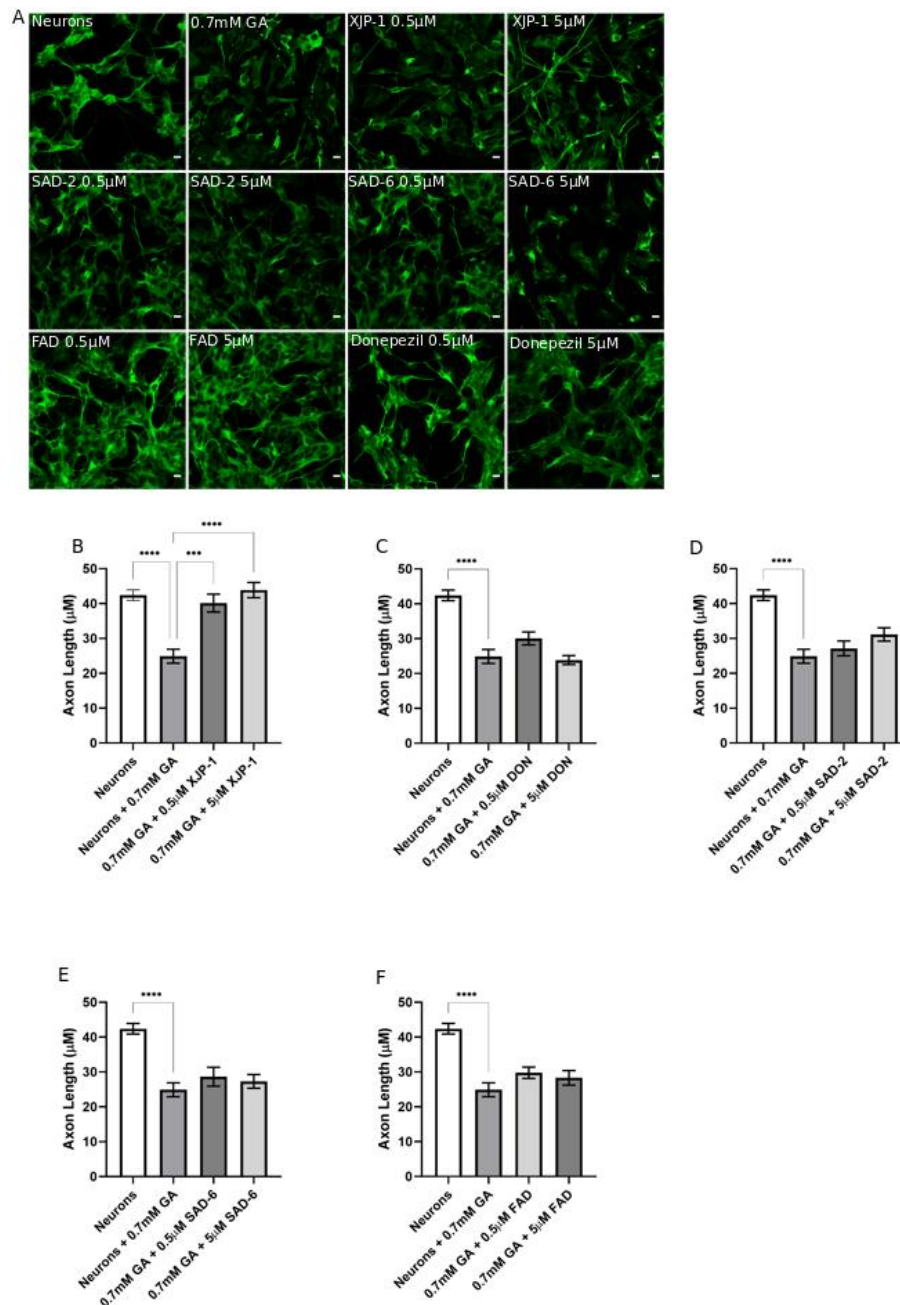 A
Neurons
0.7mM GA
XJP-1 0.5µM
XJP-1 5µM
SAD-2 0.5µM
SAD-2 5µM
SAD-6 0.5µM
SAD-6 5µM
FAD 0.5µM
FAD 5µM
Donepezil 0.5µM
Donepezil 5µM
B
****
****
***
Axon Length (µM)
50
40
30
20
10
0
Neurons
Neurons + 0.7mM GA
0.7mM GA + 0.5µM XJP-1
0.7mM GA + 5µM XJP-1
C
****
Axon Length (µM)
50
40
30
20
10
0
Neurons
Neurons + 0.7mM GA
0.7mM GA + 0.5µM DON
0.7mM GA + 5µM DON
D
****
Axon Length (µM)
50
40
30
20
10
0
Neurons
Neurons + 0.7mM GA
0.7mM GA + 0.5µM SAD-2
0.7mM GA + 5µM SAD-2
E
****
Axon Length (µM)
50
40
30
20
10
0
Neurons
Neurons + 0.7mM GA
0.7mM GA + 0.5µM SAD-6
0.7mM GA + 5µM SAD-6
F
****
Axon Length (µM)
50
40
30
20
10
0
Neurons
Neurons + 0.7mM GA
0.7mM GA + 0.5µM FAD
0.7mM GA + 5µM FAD